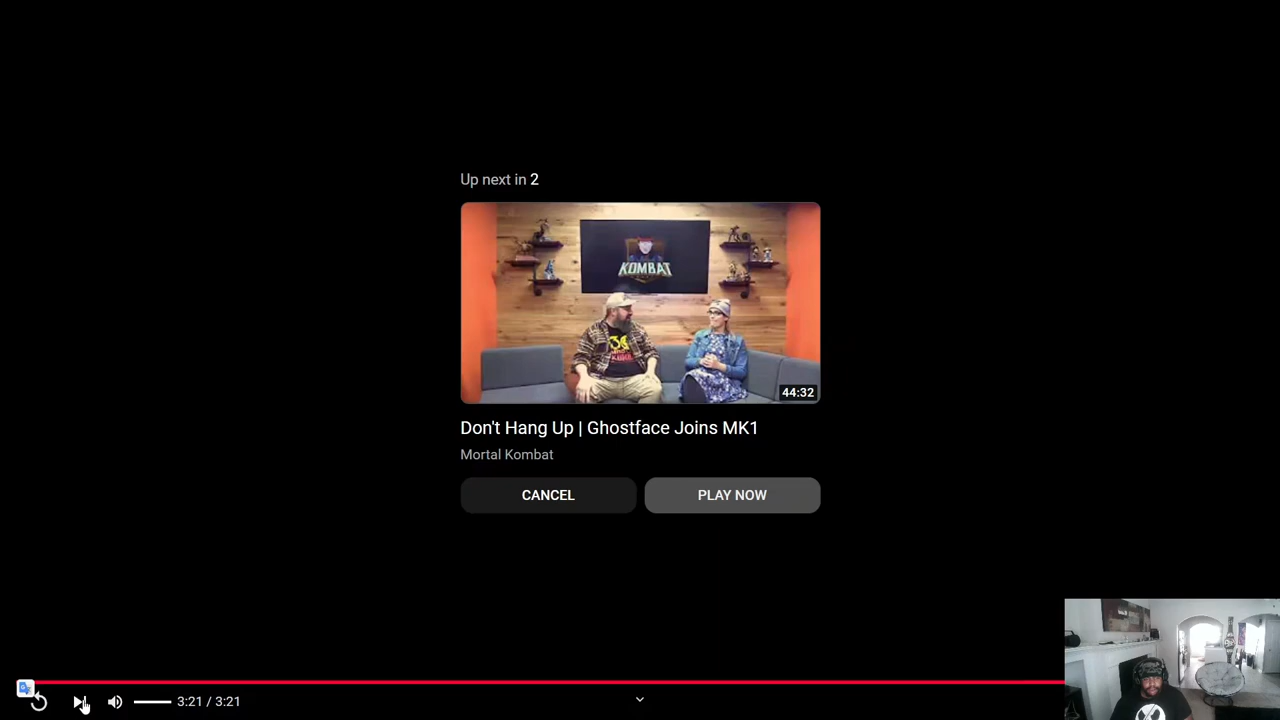 Up next in 2
KOMBAT
44:32
Don't Hang Up | Ghostface Joins MK1
Mortal Kombat
CANCEL
PLAY NOW
3:21 / 3:21